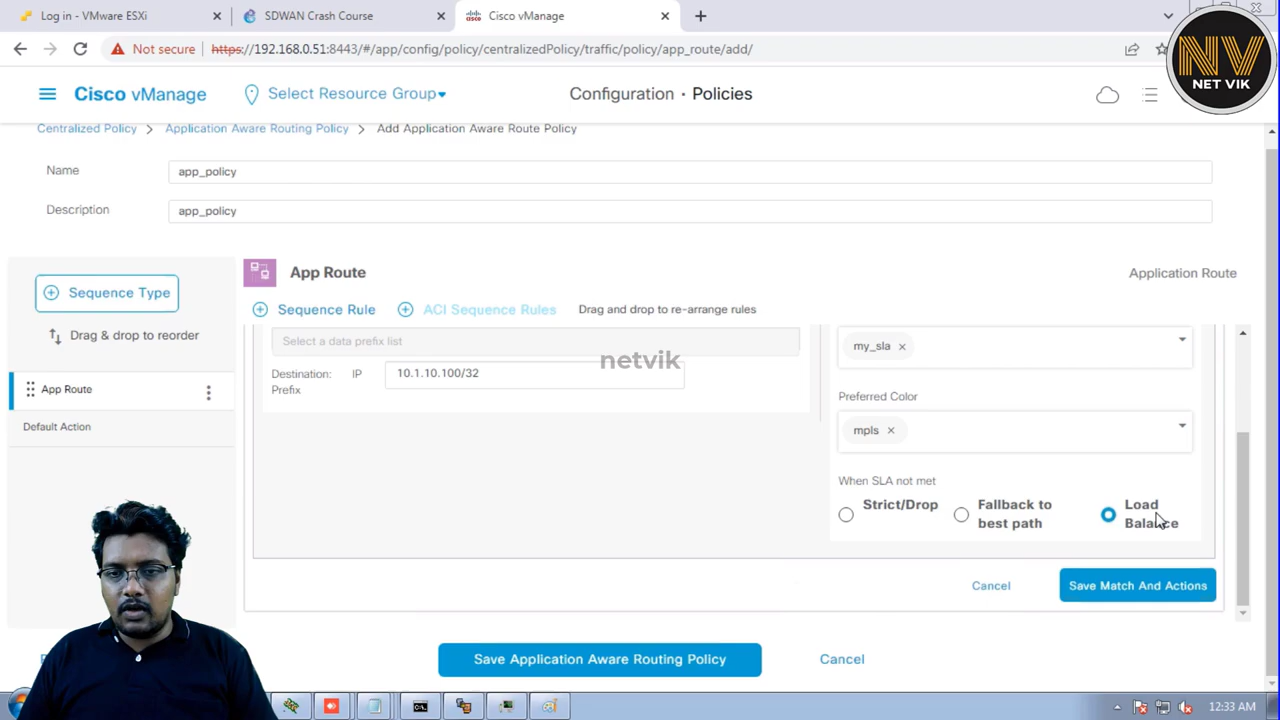 Log in - VMware ESXi
SDWAN Crash Course
Cisco vManage
Not secure
https://192.168.0.51:8443/#/app/config/policy/centralizedPolicy/traffic/policy/app_route/add/
NV
NET VIK
Cisco vManage
Select Resource Group
Configuration · Policies
Centralized Policy > Application Aware Routing Policy > Add Application Aware Route Policy
Name
app_policy
Description
app_policy
Sequence Type
Drag & drop to reorder
App Route
Default Action
App Route
Application Route
Sequence Rule
ACI Sequence Rules
Drag and drop to re-arrange rules
Select a data prefix list
netvik
Destination: IP
Prefix
10.1.10.100/32
my_sla
Preferred Color
mpls
When SLA not met
Strict/Drop
Fallback to
best path
Load
Balance
Cancel
Save Match And Actions
Save Application Aware Routing Policy
Cancel
12:33 AM